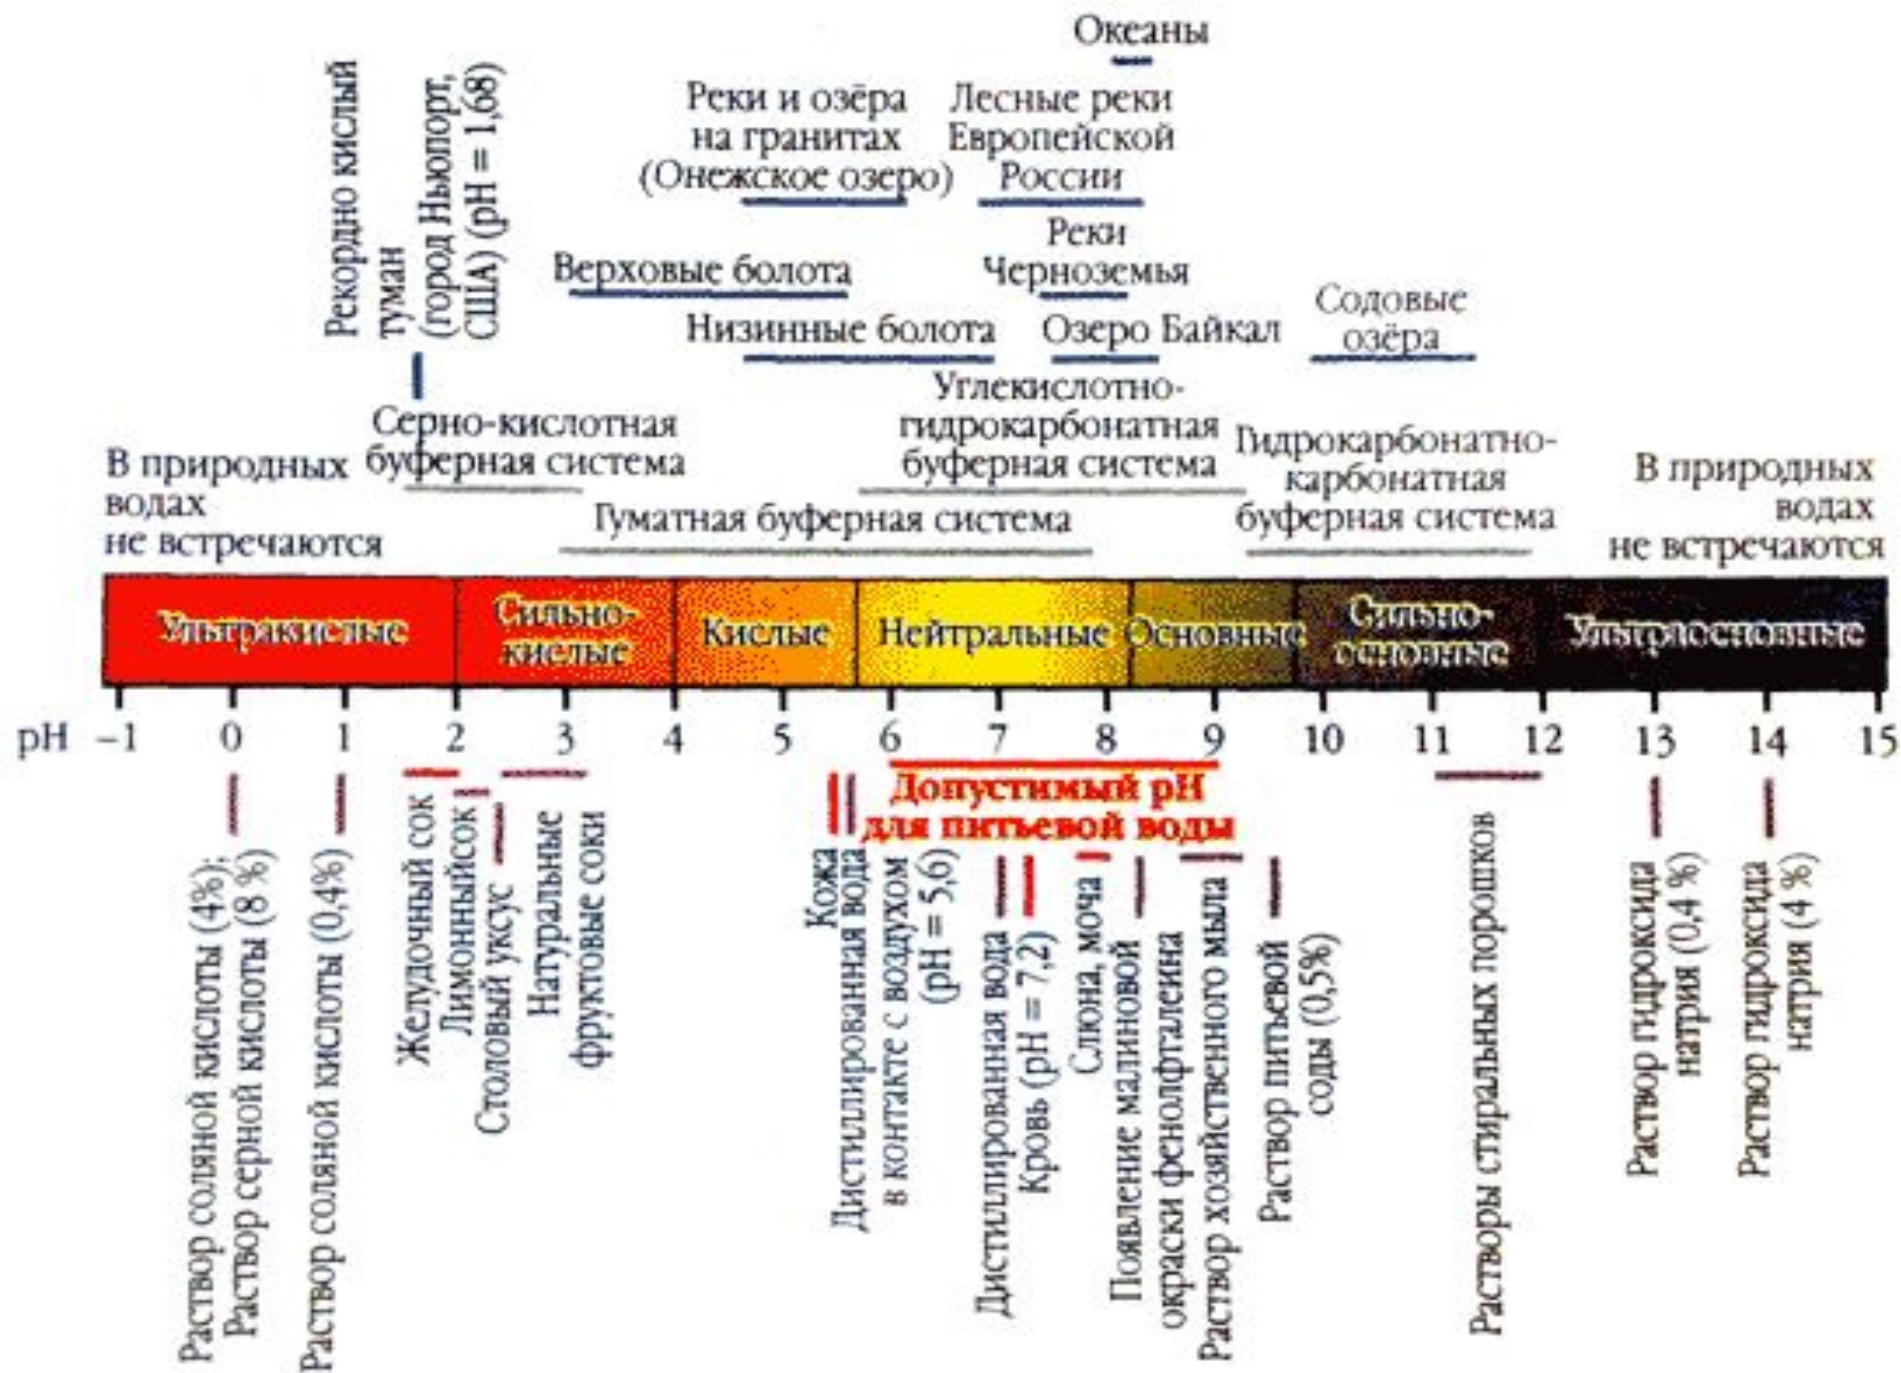 Океаны
Реки и озёра
на гранитах
(Онежское озеро)
Лесные реки
Европейской
России
Рекордно кислый
туман
(город Ньюпорт,
США) (pH = 1,68)
Верховые болота
Реки
Черноземья
Низинные болота
Озеро Байкал
Содовые
озёра
Серно-кислотная
буферная система
Углекислотно-
гидрокарбонатная
буферная система
Гидрокарбонатно-
карбонатная
буферная система
Гуматная буферная система
В природных
водах
не встречаются
В природных
водах
не встречаются
Ультракислые
Сильно-
кислые
Кислые
Нейтральные
Основные
Сильно-
основные
Ультраосновные
pH –1 0 1 2 3 4 5 6 7 8 9 10 11 12 13 14 15
Допустимый pH
для питьевой воды
Раствор соляной кислоты (4%);
Раствор серной кислоты (8 %)
Раствор соляной кислоты (0,4%)
Желудочный сок
Лимонныйсок
Столовый уксус
Натуральные
фруктовые соки
Кожа
Дистиллированная вода
в контакте с воздухом
(pH = 5,6)
Дистиллированная вода
Кровь (pH = 7,2)
Слюна, моча
Появление малиновой
окраски фенолфталеина
Раствор хозяйственного мыла
Раствор питьевой
соды (0,5%)
Растворы стиральных порошков
Раствор гидроксида
натрия (0,4 %)
Раствор гидроксида
натрия (4 %)